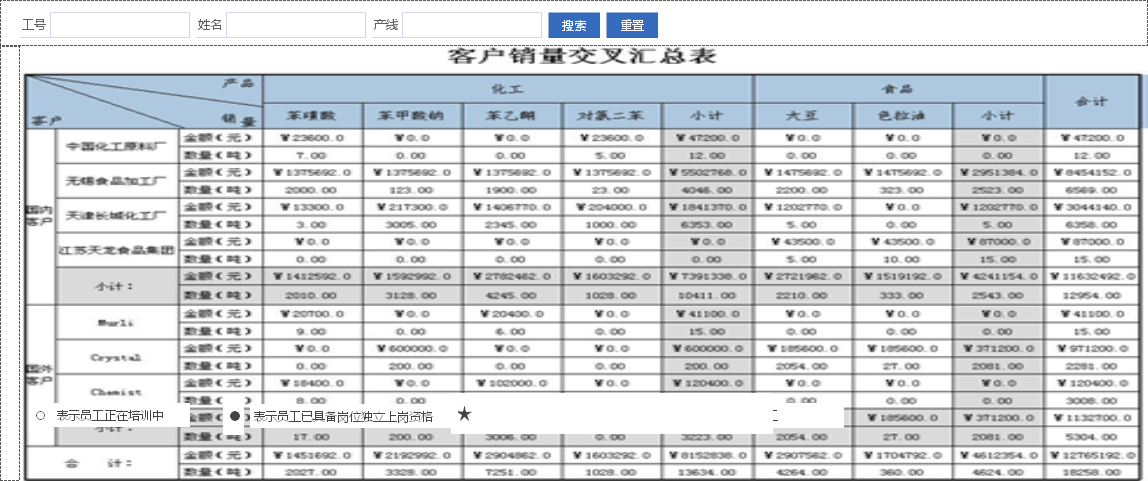 工号 姓名 产线 搜索 重置
客户销量交叉汇总表
产品 化工 食品 合计
客户 销量 苯磺酸 苯甲酸钠 苯乙酮 对氯二苯 小计 大豆 色拉油 小计
国内客户
中国化工原料厂 金额(元) ¥23600.0 ¥0.0 ¥0.0 ¥23600.0 ¥47200.0 ¥0.0 ¥0.0 ¥0.0 ¥47200.0
数量(吨) 7.00 0.00 0.00 5.00 12.00 0.00 0.00 0.00 12.00
无锡食品加工厂 金额(元) ¥1375692.0 ¥1375692.0 ¥1375692.0 ¥1375692.0 ¥5502768.0 ¥1475692.0 ¥1475692.0 ¥2951384.0 ¥8454152.0
数量(吨) 2000.00 123.00 1900.00 23.00 4046.00 2200.00 323.00 2523.00 6569.00
天津长城化工厂 金额(元) ¥13300.0 ¥217300.0 ¥1406770.0 ¥204000.0 ¥1841370.0 ¥1202770.0 ¥0.0 ¥1202770.0 ¥3044140.0
数量(吨) 3.00 3005.00 2345.00 1000.00 6353.00 5.00 0.00 5.00 6358.00
江苏天龙食品集团 金额(元) ¥0.0 ¥0.0 ¥0.0 ¥0.0 ¥0.0 ¥43500.0 ¥43500.0 ¥87000.0 ¥87000.0
数量(吨) 0.00 0.00 0.00 0.00 0.00 5.00 10.00 15.00 15.00
小计： 金额(元) ¥1412592.0 ¥1592992.0 ¥2782462.0 ¥1603292.0 ¥7391338.0 ¥2721962.0 ¥1519192.0 ¥4241154.0 ¥11632492.0
数量(吨) 2010.00 3128.00 4245.00 1028.00 10411.00 2210.00 333.00 2543.00 12954.00
国外客户
Murli 金额(元) ¥20700.0 ¥0.0 ¥20400.0 ¥0.0 ¥41100.0 ¥0.0 ¥0.0 ¥0.0 ¥41100.0
数量(吨) 9.00 0.00 6.00 0.00 15.00 0.00 0.00 0.00 15.00
Crystal 金额(元) ¥0.0 ¥600000.0 ¥0.0 ¥0.0 ¥600000.0 ¥185600.0 ¥185600.0 ¥371200.0 ¥971200.0
数量(吨) 0.00 200.00 0.00 0.00 200.00 2054.00 27.00 2081.00 2281.00
Chemist 金额(元) ¥18400.0 ¥0.0 ¥102000.0 ¥0.0 ¥120400.0 ¥0.0 ¥0.0 ¥0.0 ¥120400.0
数量(吨) 8.00 0.00 0.00 0.00 3008.00
○ 表示员工正在培训中 ● 表示员工已具备岗位独立上岗资格 ★
小计： ¥185600.0 ¥371200.0 ¥1132700.0
数量(吨) 17.00 200.00 3006.00 0.00 3223.00 2054.00 27.00 2081.00 5304.00
合 计： 金额(元) ¥1451692.0 ¥2192992.0 ¥2904862.0 ¥1603292.0 ¥8152838.0 ¥2907562.0 ¥1704792.0 ¥4612354.0 ¥12765192.0
数量(吨) 2027.00 3328.00 7251.00 1028.00 13634.00 4264.00 360.00 4624.00 18258.00